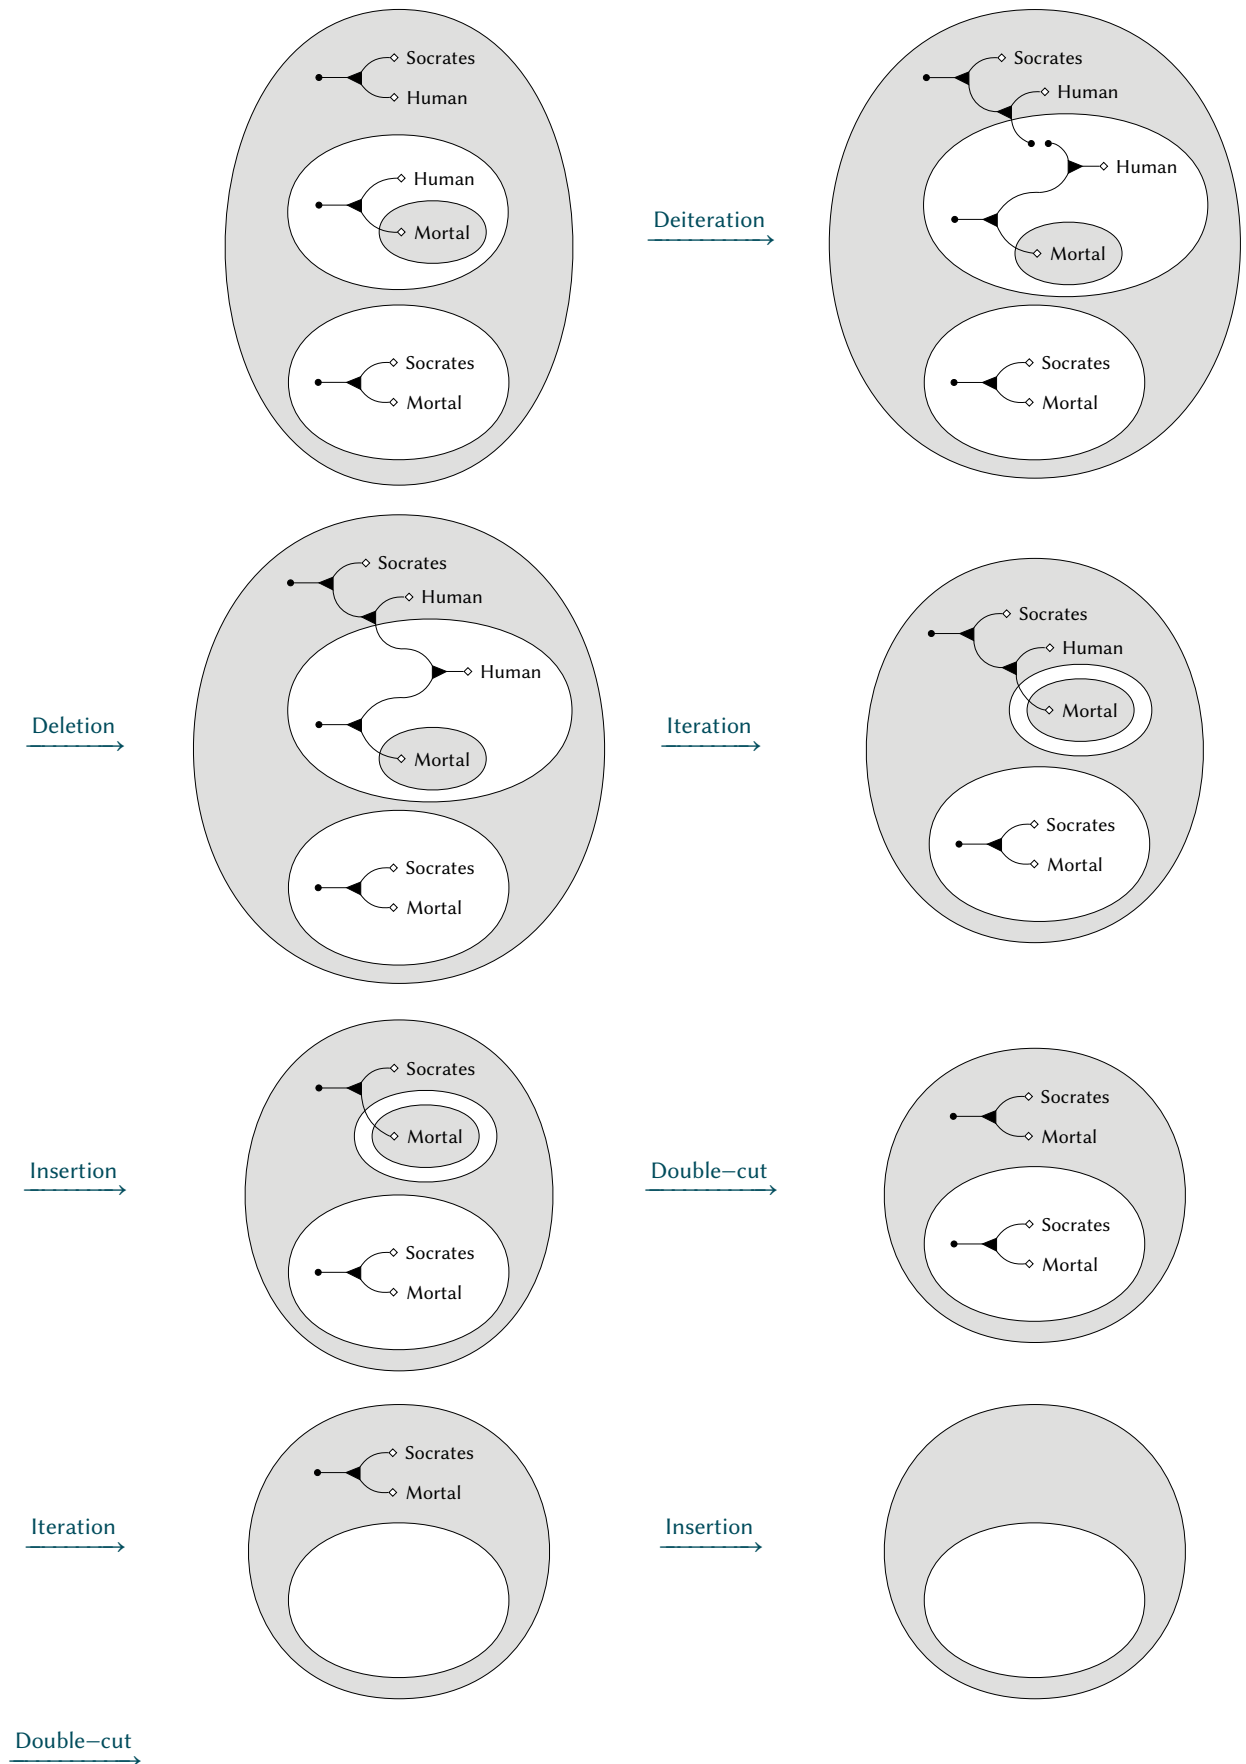 Socrates
Human
Human
Mortal
Socrates
Mortal
Deiteration
Socrates
Human
Human
Mortal
Socrates
Mortal
Deletion
Socrates
Human
Human
Mortal
Socrates
Mortal
Iteration
Socrates
Human
Mortal
Socrates
Mortal
Insertion
Socrates
Mortal
Socrates
Mortal
Double–cut
Socrates
Mortal
Socrates
Mortal
Iteration
Socrates
Mortal
Insertion
Double–cut